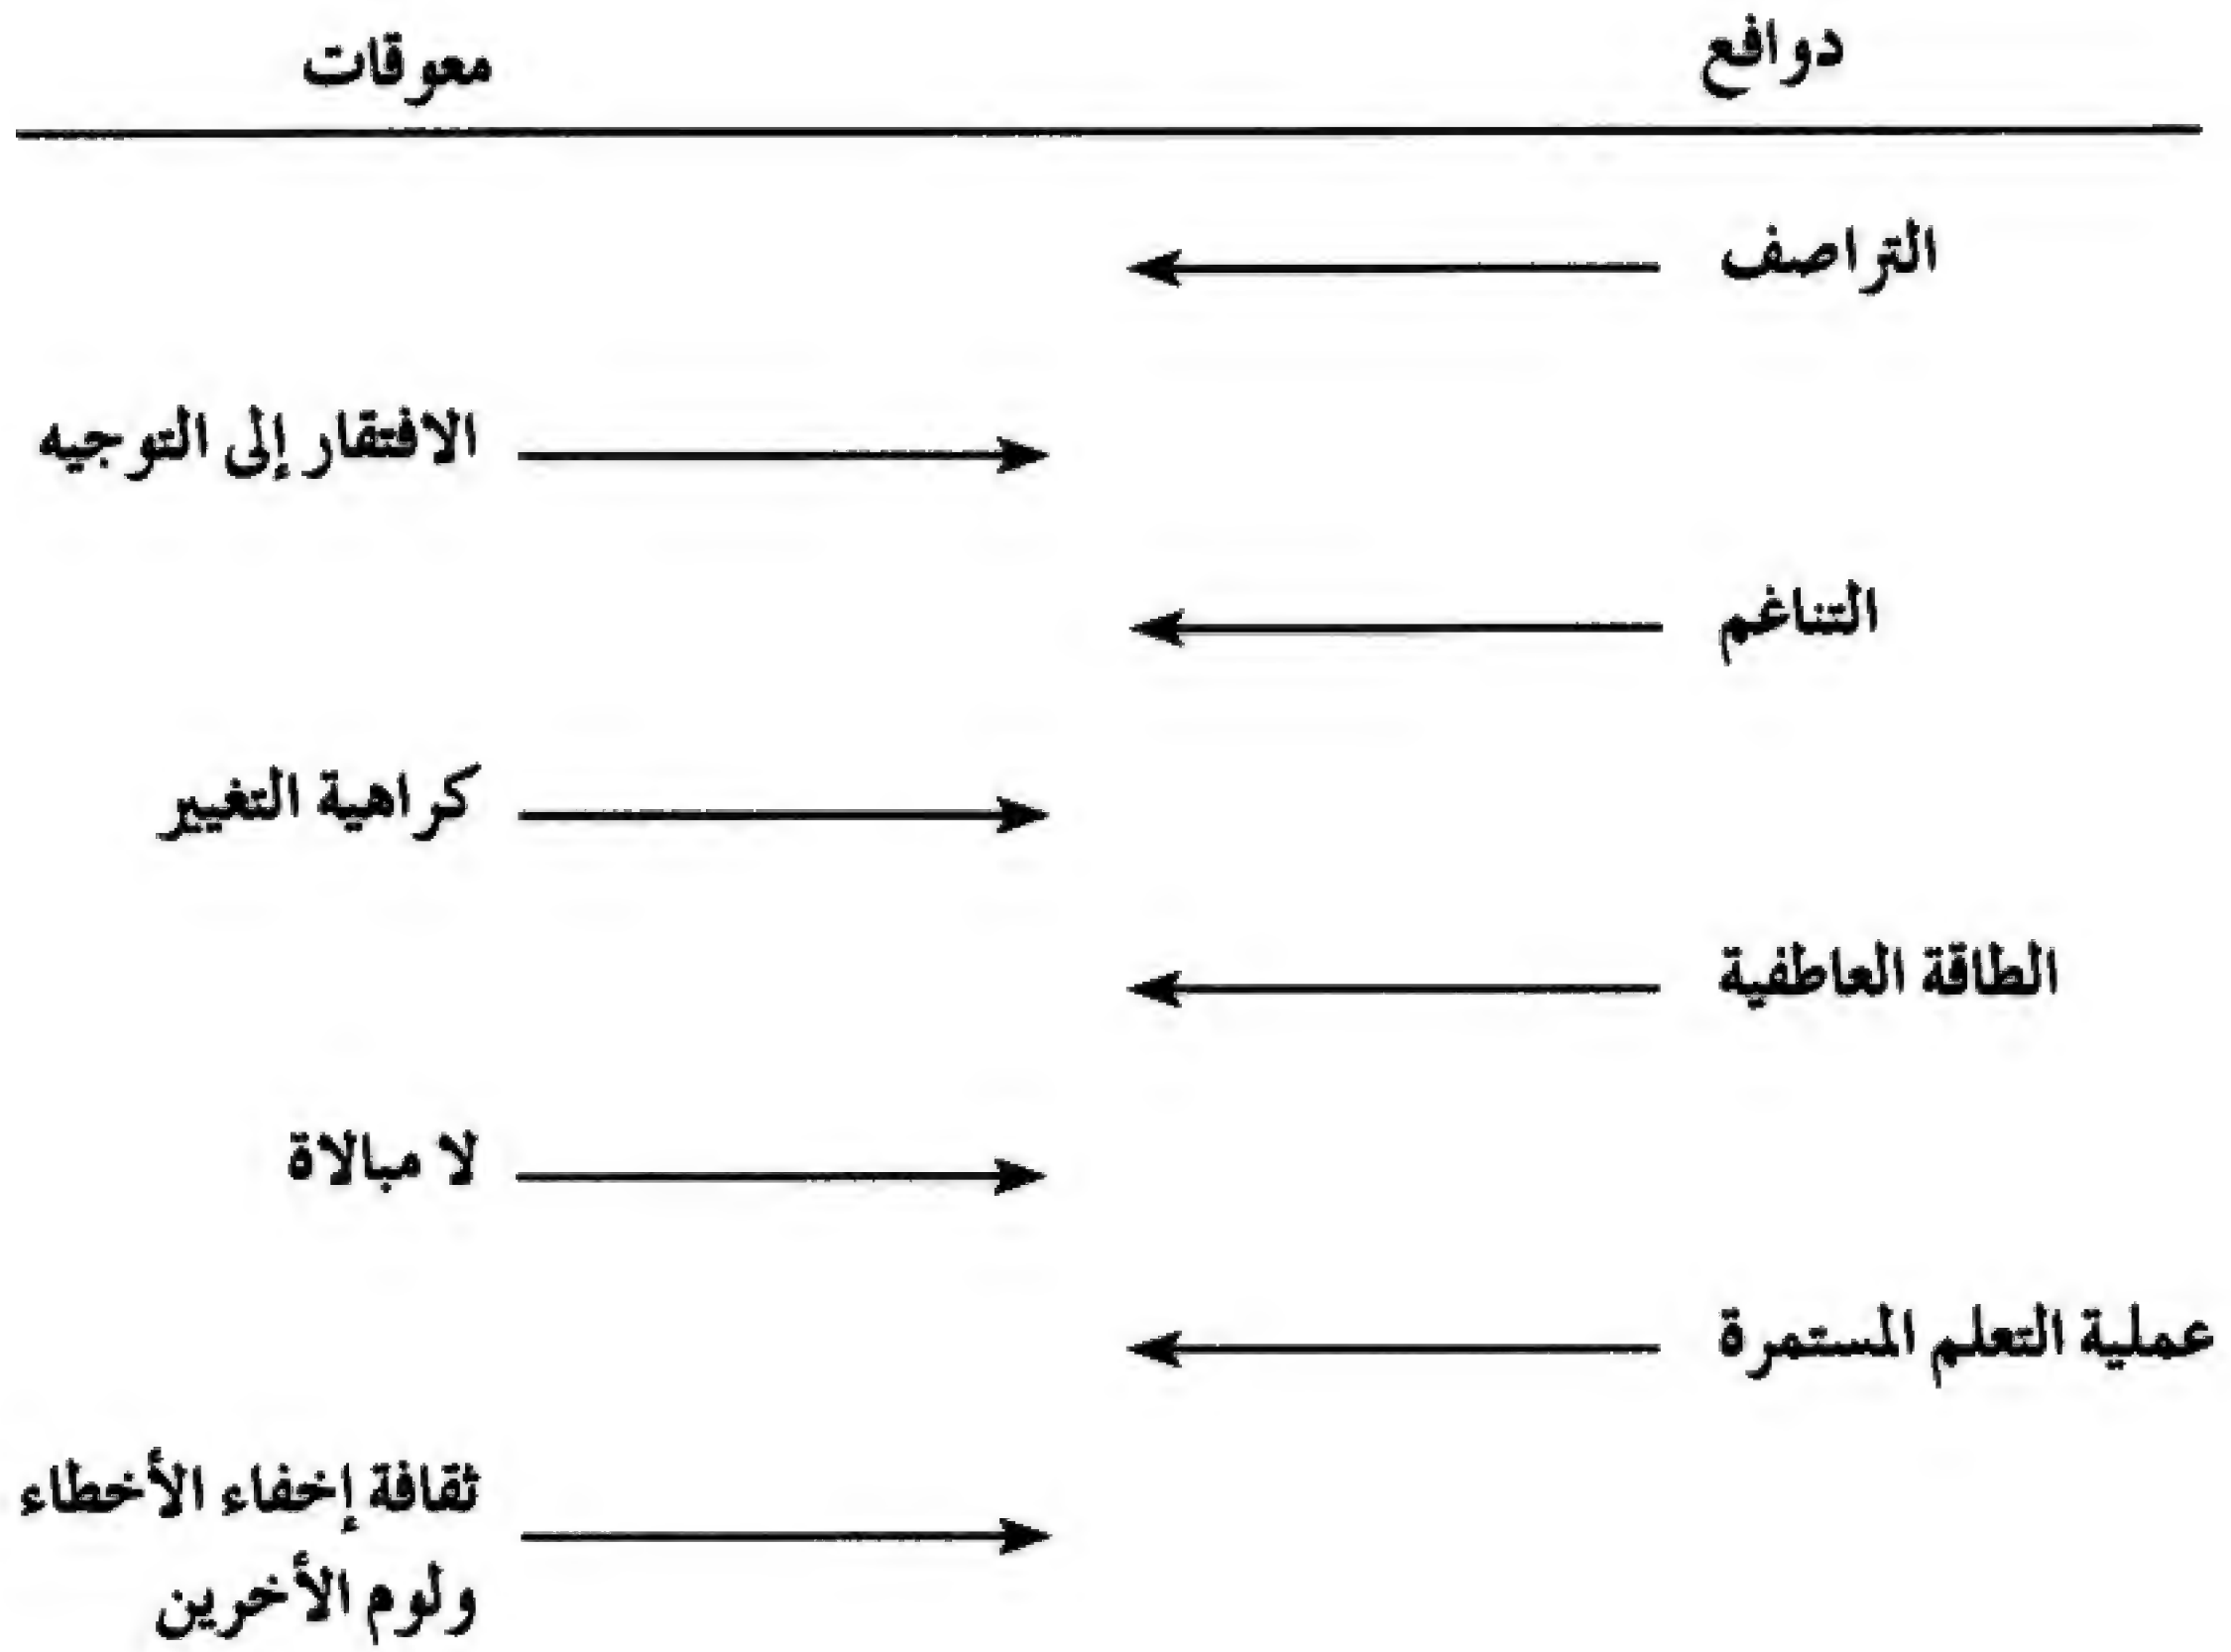 دوافع
معوقات
التراصف
الافتقار إلى التوجيه
التناغم
كراهية التغيير
الطاقة العاطفية
لا مبالاة
عملية التعلم المستمرة
ثقافة إخفاء الأخطاء
ولوم الأخرين